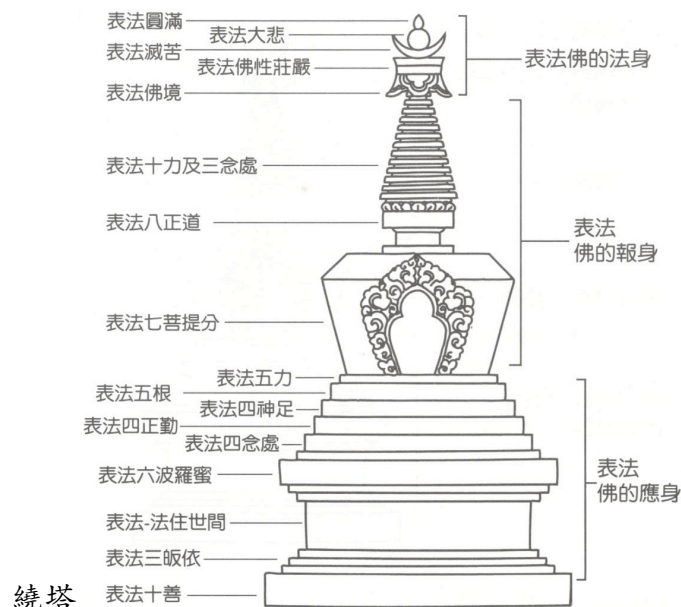 表法圓滿
表法大悲
表法滅苦
表法佛性莊嚴
表法佛境
表法佛的法身
表法十力及三念處
表法八正道
表法
佛的報身
表法七菩提分
表法五力
表法五根
表法四神足
表法四正勤
表法四念處
表法六波羅蜜
表法
佛的應身
表法-法住世間
表法三皈依
表法十善
繞塔